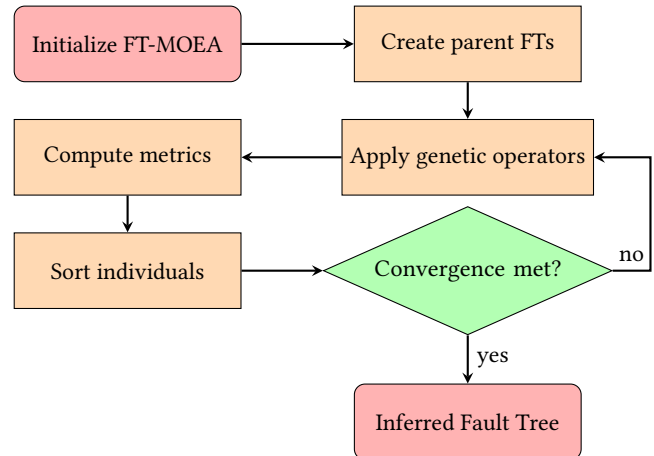 Initialize FT-MOEA
Create parent FTs
Apply genetic operators
Compute metrics
Sort individuals
Convergence met?
no
yes
Inferred Fault Tree